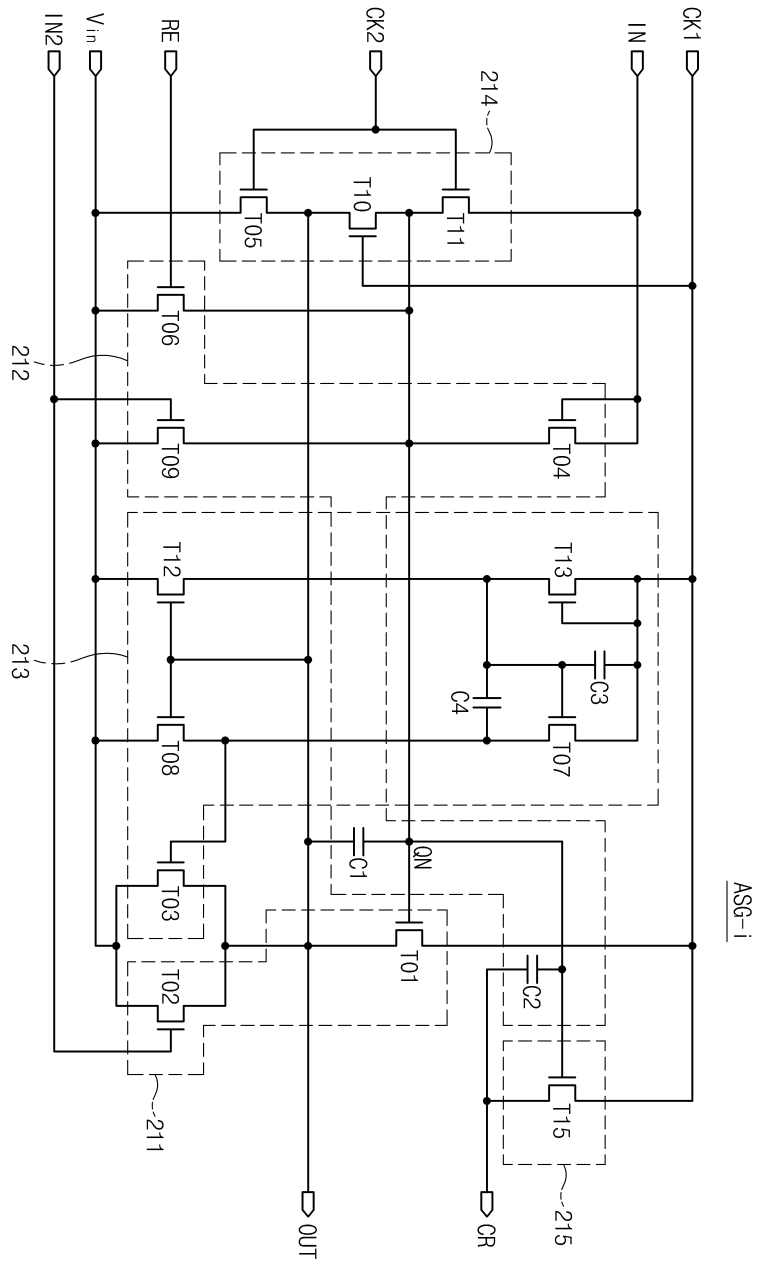 ASG-i
CK1
IN
T13
C3
T04
T07
T15
215
C2
214
CR
T11
C4
QN
T01
CK2
T10
C1
OUT
T05
RE
T06
T09
T12
T08
T03
T02
211
Vin
IN2
212
213